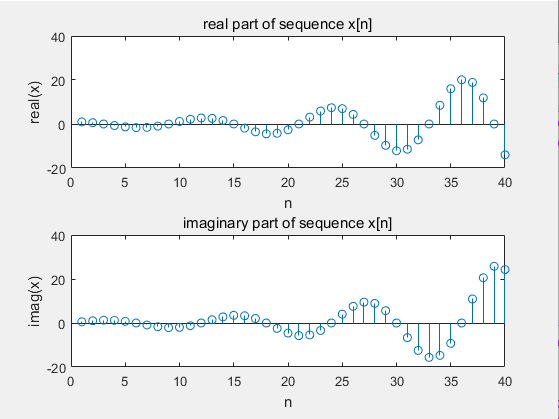 real part of sequence x[n]
40
20
0
-20
real(x)
0 5 10 15 20 25 30 35 40
n
imaginary part of sequence x[n]
40
20
0
-20
imag(x)
0 5 10 15 20 25 30 35 40
n